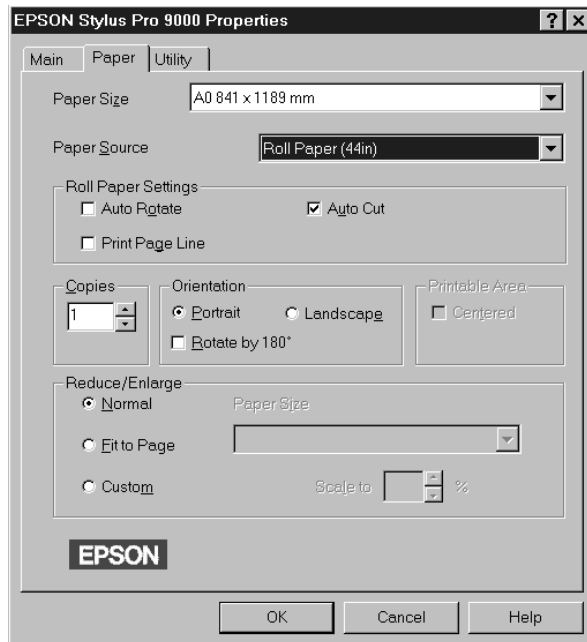 EPSON Stylus Pro 9000 Properties
Main Paper Utility
Paper Size A0 841 x 1189 mm
Paper Source Roll Paper (44in)
Roll Paper Settings
Auto Rotate Auto Cut
Print Page Line
Copies Orientation Printable Area
1 Portrait Landscape Centered
Rotate by 180°
Reduce/Enlarge
Normal Paper Size
Fit to Page
Custom Scale to %
EPSON
OK Cancel Help